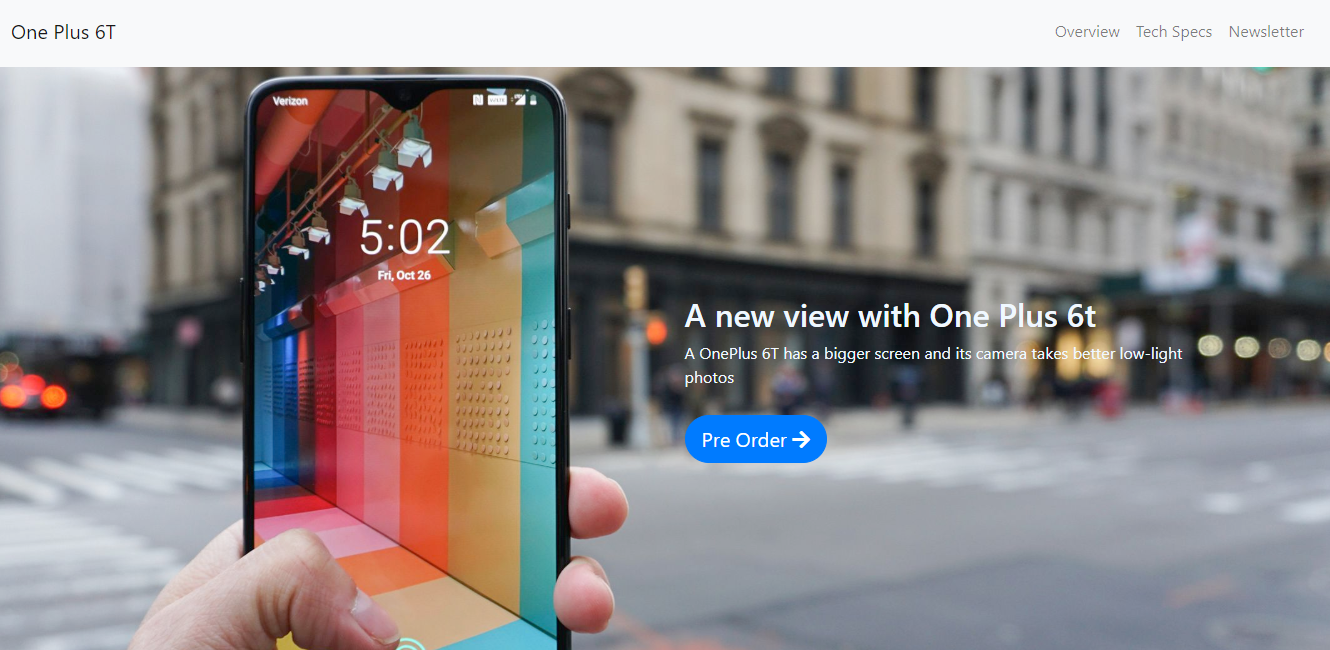 One Plus 6T
Overview Tech Specs Newsletter
Verizon
5:02
Fri, Oct 26
A new view with One Plus 6t
A OnePlus 6T has a bigger screen and its camera takes better low-light
photos
Pre Order